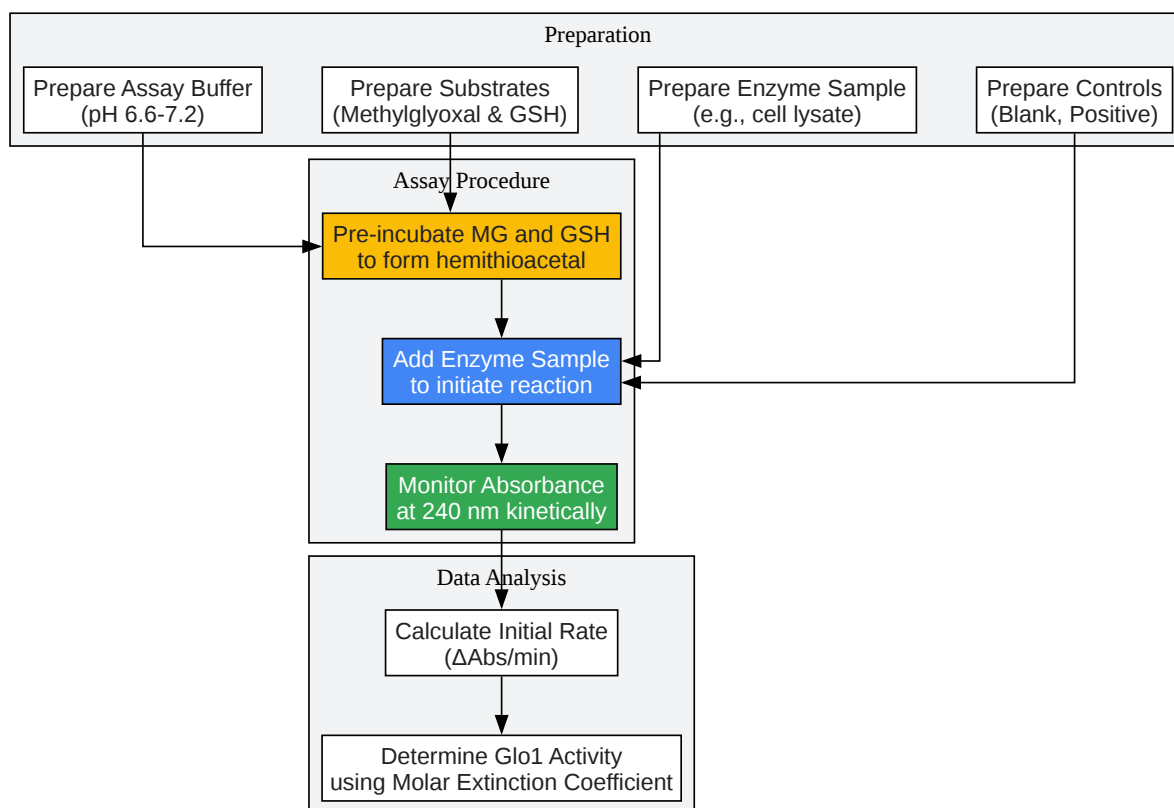 Preparation
Prepare Assay Buffer
(pH 6.6-7.2)
Prepare Substrates
(Methylglyoxal & GSH)
Prepare Enzyme Sample
(e.g., cell lysate)
Prepare Controls
(Blank, Positive)
Assay Procedure
Pre-incubate MG and GSH
to form hemithioacetal
Add Enzyme Sample
to initiate reaction
Monitor Absorbance
at 240 nm kinetically
Data Analysis
Calculate Initial Rate
(ΔAbs/min)
Determine Glo1 Activity
using Molar Extinction Coefficient